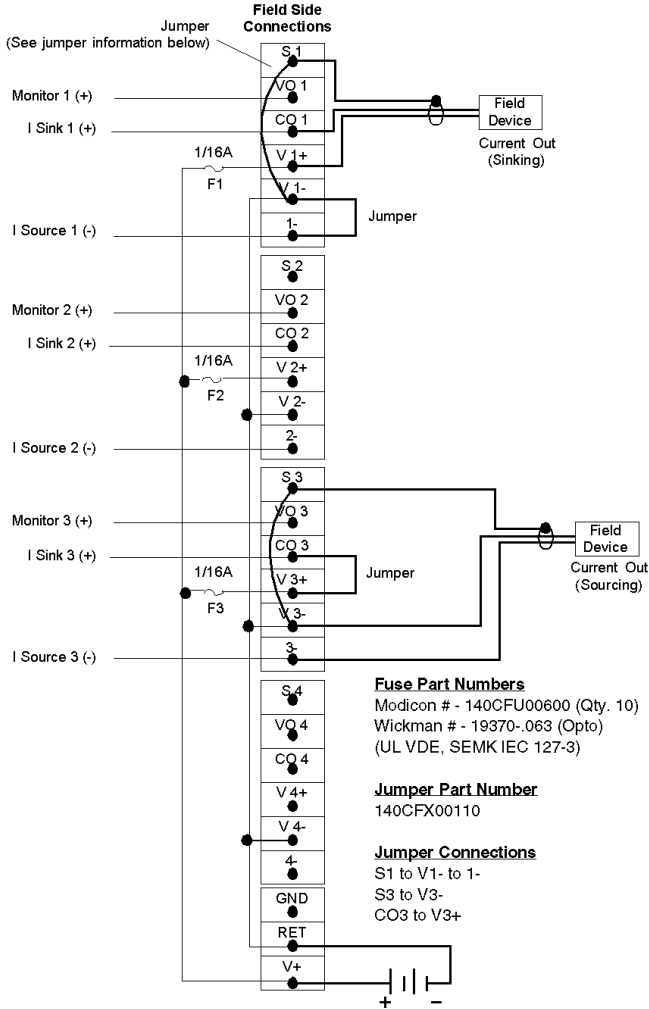 Field Side
Connections
Jumper
(See jumper information below)
S 1
VO 1
Monitor 1 (+)
CO 1
I Sink 1 (+)
Field
Device
Current Out
(Sinking)
1/16A
V 1+
F1
V 1-
Jumper
1-
I Source 1 (-)
S 2
VO 2
Monitor 2 (+)
CO 2
I Sink 2 (+)
1/16A
V 2+
F2
V 2-
2-
I Source 2 (-)
S 3
VO 3
Monitor 3 (+)
CO 3
I Sink 3 (+)
Field
Device
Current Out
(Sourcing)
1/16A
V 3+
Jumper
F3
V 3-
3-
I Source 3 (-)
S 4
VO 4
CO 4
V 4+
V 4-
4-
GND
RET
V+
+ −
Fuse Part Numbers
Modicon # - 140CFU00600 (Qty. 10)
Wickman # - 19370-.063 (Opto)
(UL VDE, SEMK IEC 127-3)
Jumper Part Number
140CFX00110
Jumper Connections
S1 to V1- to 1-
S3 to V3-
CO3 to V3+